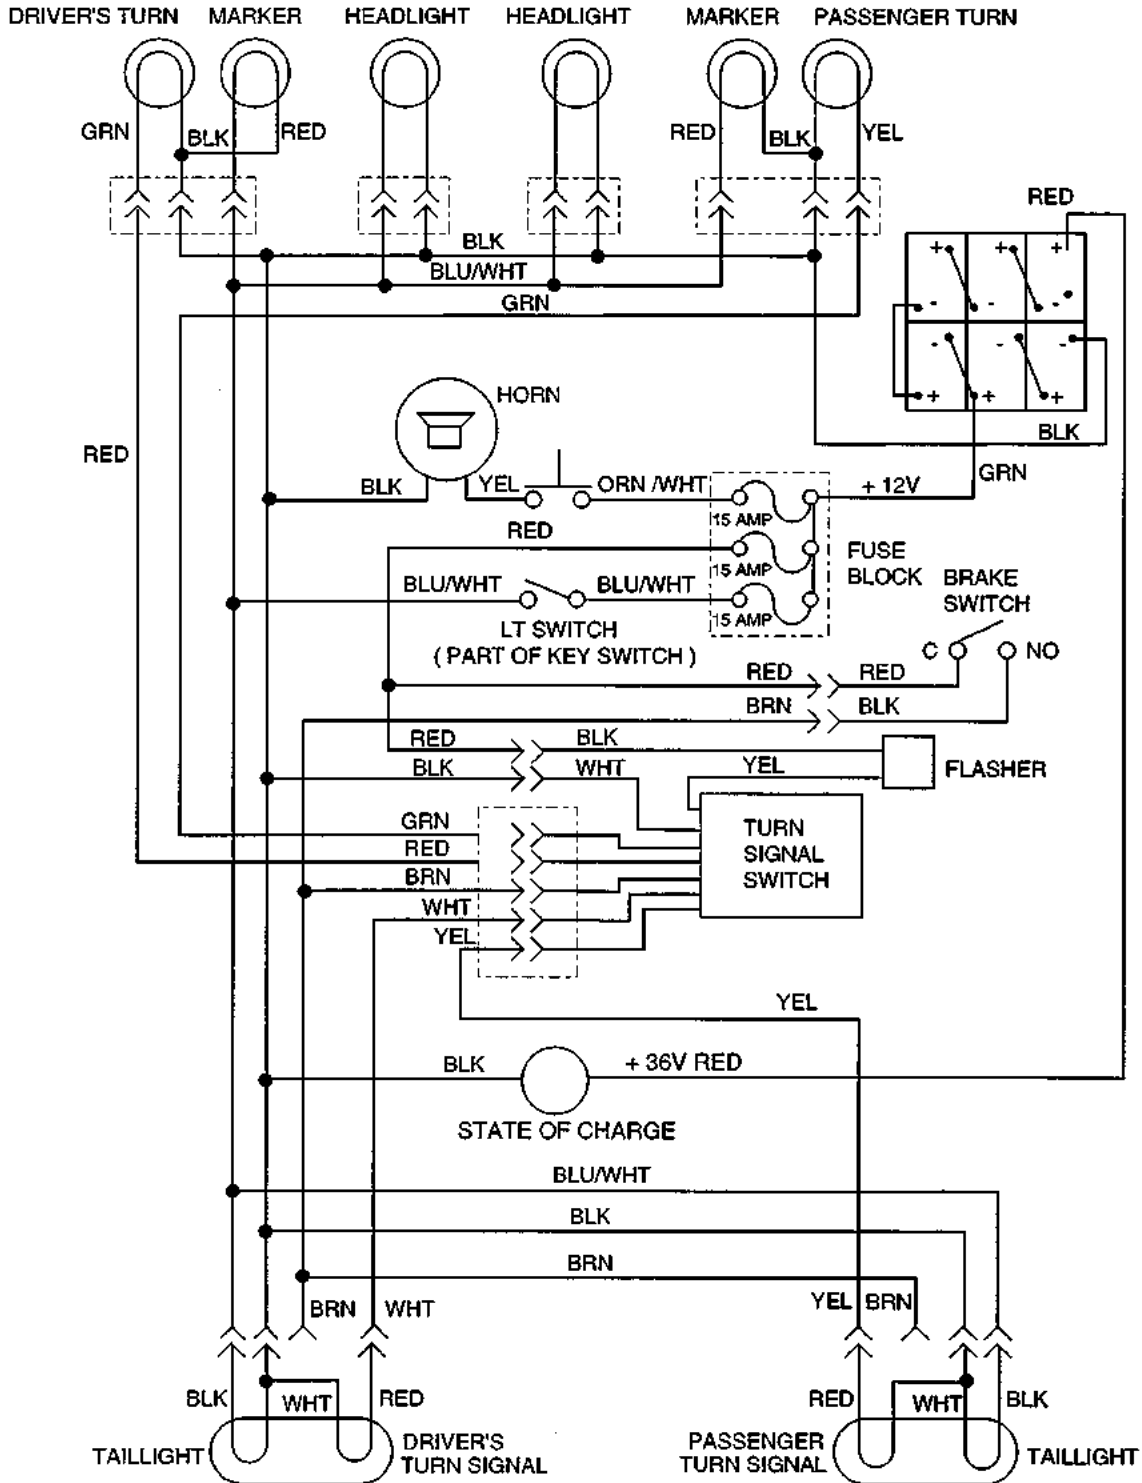 DRIVER'S TURN MARKER HEADLIGHT HEADLIGHT MARKER PASSENGER TURN
GRN BLK RED RED BLK YEL
RED
BLK
BLU/WHT
GRN
+ + +
- - -
- - -
+ + +
HORN
RED
BLK
GRN
BLK YEL ORN /WHT + 12V
15 AMP
RED
15 AMP
FUSE
BLOCK
BLU/WHT BLU/WHT
15 AMP
BRAKE
SWITCH
LT SWITCH
( PART OF KEY SWITCH )
C NO
RED RED
BRN BLK
RED BLK
BLK WHT YEL
FLASHER
GRN
RED
BRN
WHT
YEL
TURN
SIGNAL
SWITCH
YEL
BLK + 36V RED
STATE OF CHARGE
BLU/WHT
BLK
BRN
BRN WHT YEL BRN
BLK WHT RED RED WHT BLK
TAILLIGHT
DRIVER'S
TURN SIGNAL
PASSENGER
TURN SIGNAL
TAILLIGHT